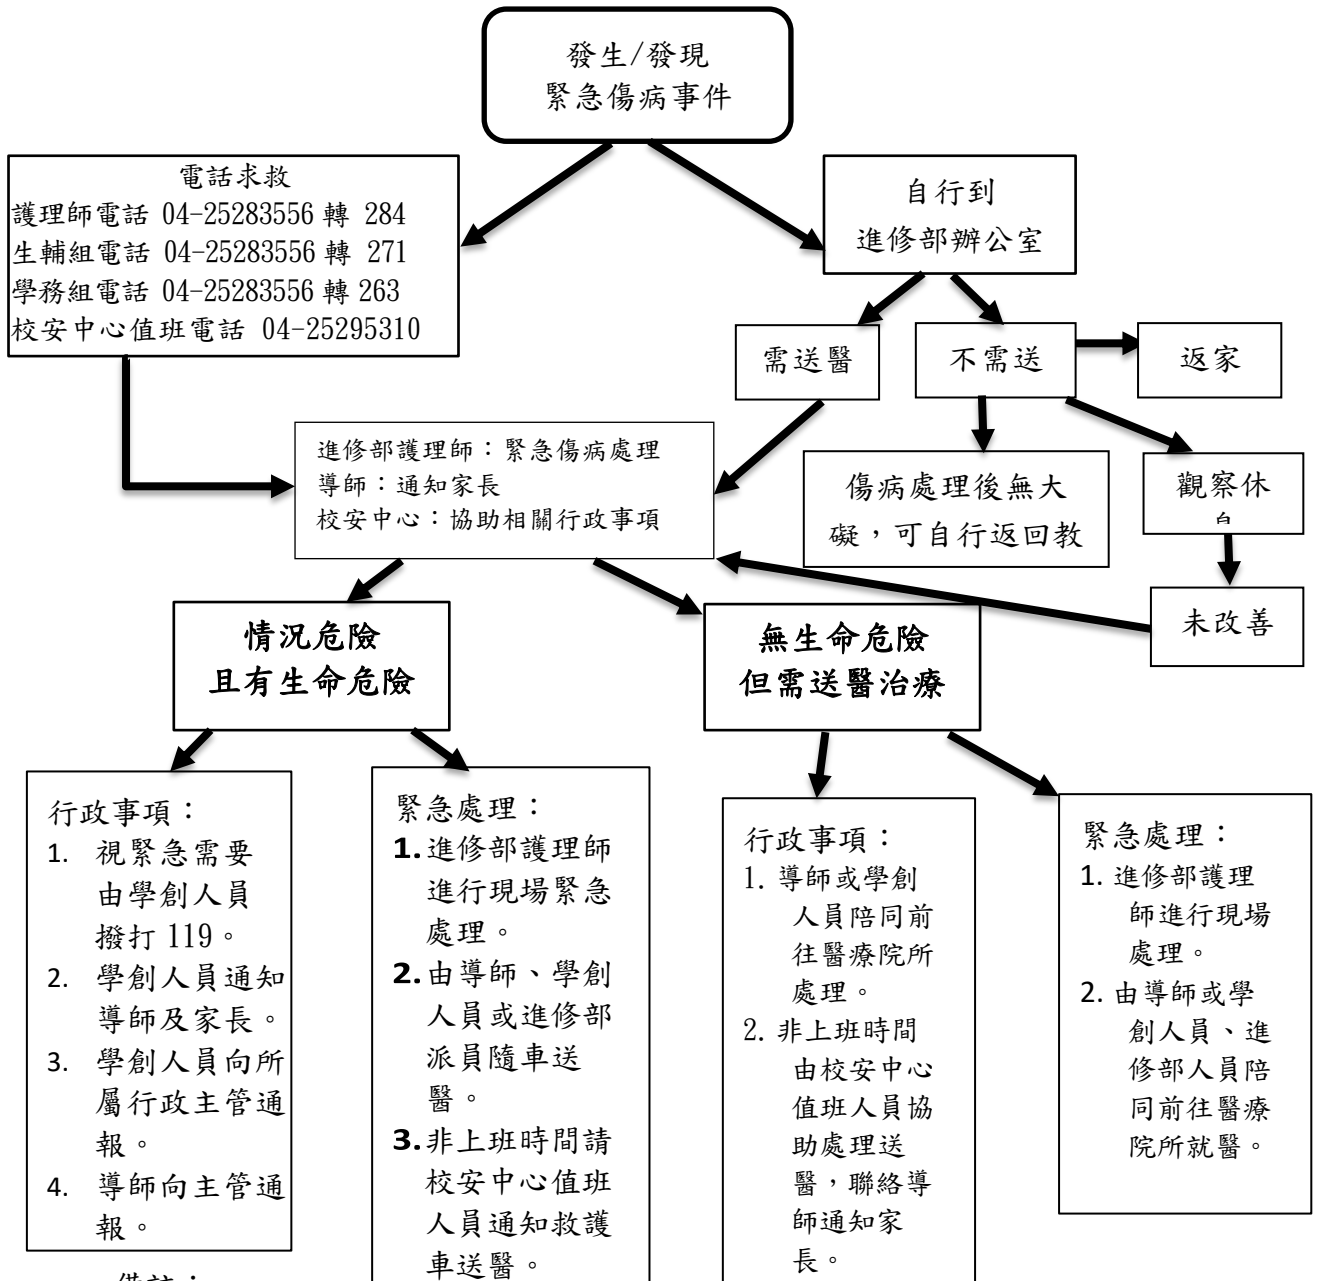 發生/發現
緊急傷病事件
電話求救
護理師電話 04-25283556 轉 284
生輔組電話 04-25283556 轉 271
學務組電話 04-25283556 轉 263
校安中心值班電話 04-25295310
自行到
進修部辦公室
需送醫
不需送
返家
進修部護理師：緊急傷病處理
導師：通知家長
校安中心：協助相關行政事項
傷病處理後無大
礙，可自行返回教
觀察休
未改善
情況危險
且有生命危險
無生命危險
但需送醫治療
行政事項：
1. 視緊急需要
由學創人員
撥打 119。
2. 學創人員通知
導師及家長。
3. 學創人員向所
屬行政主管通
報。
4. 導師向主管通
報。
緊急處理：
1.進修部護理師
進行現場緊急
處理。
2.由導師、學創
人員或進修部
派員隨車送
醫。
3.非上班時間請
校安中心值班
人員通知救護
車送醫。
行政事項：
1. 導師或學創
人員陪同前
往醫療院所
處理。
2. 非上班時間
由校安中心
值班人員協
助處理送
醫，聯絡導
師通知家
長。
緊急處理：
1. 進修部護理
師進行現場
處理。
2. 由導師或學
創人員、進
修部人員陪
同前往醫療
院所就醫。